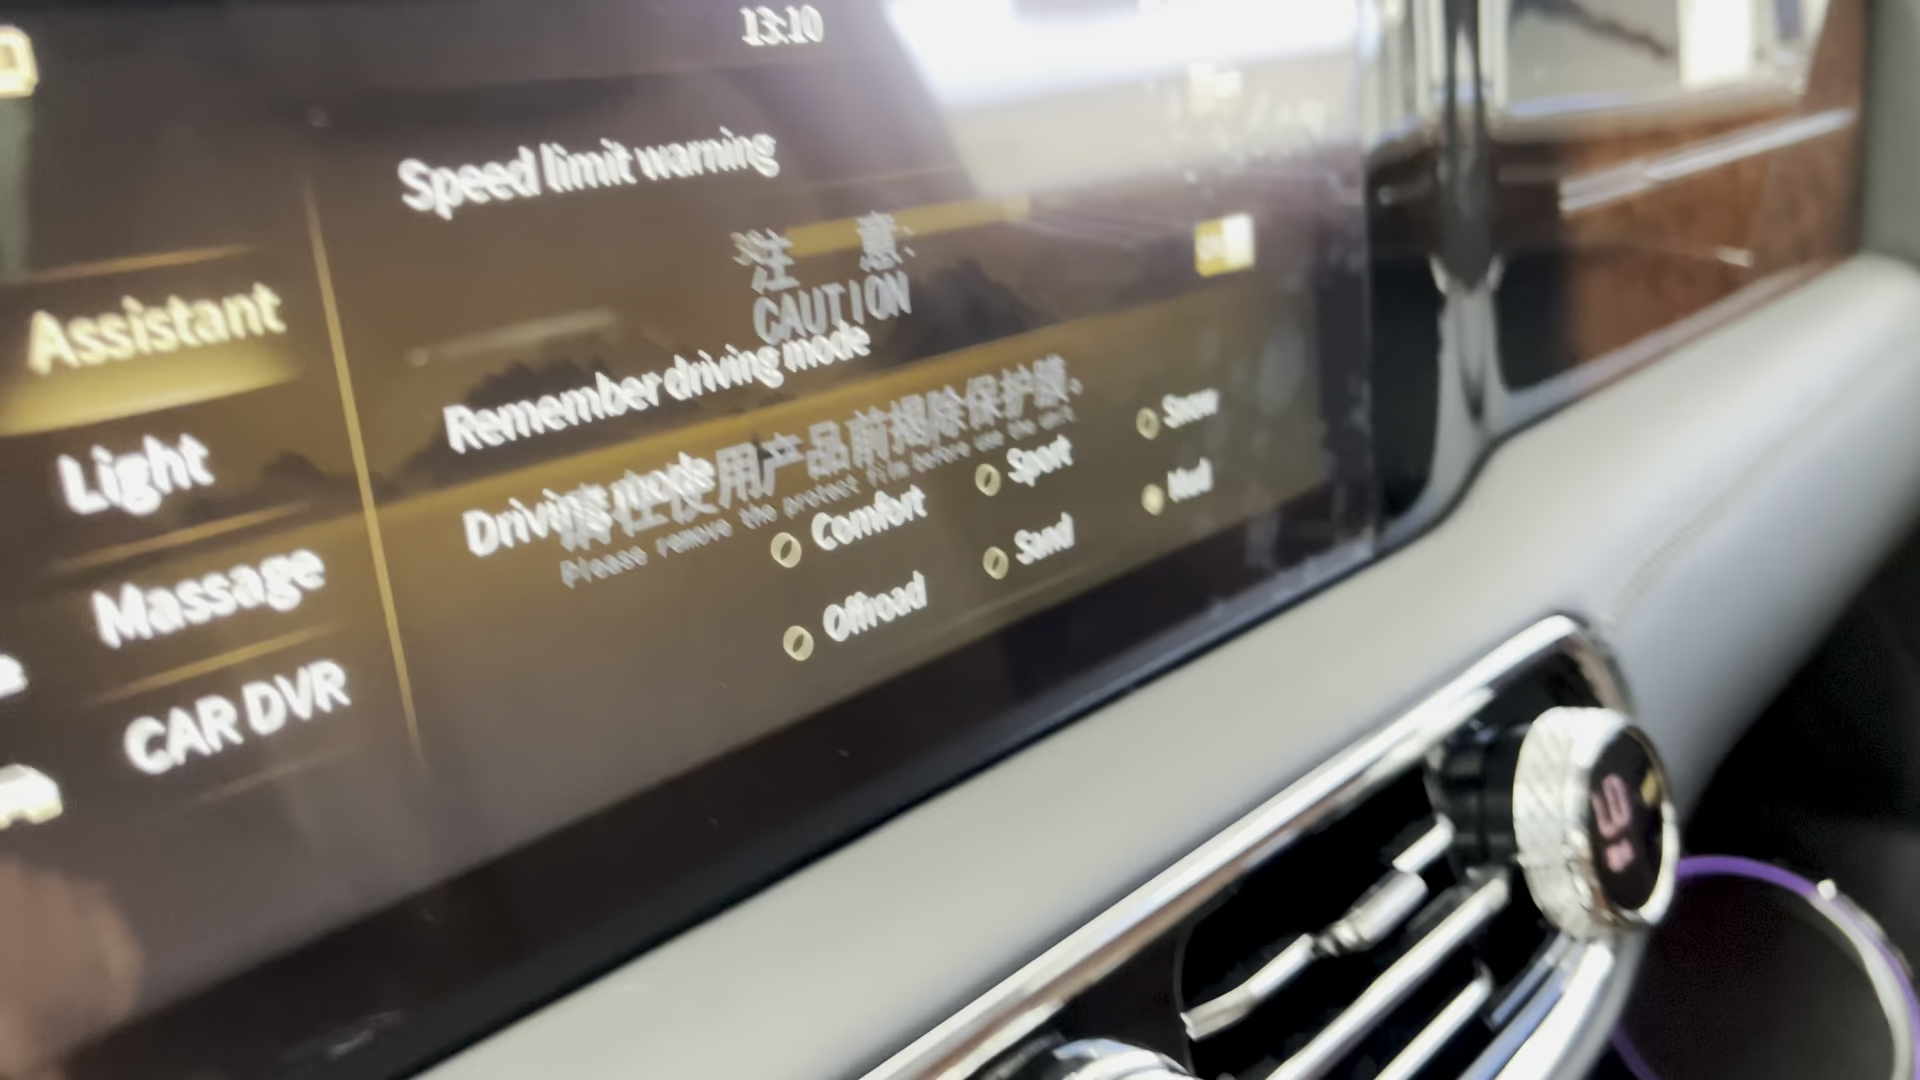 13:10
Speed limit warning
注 意:
CAUTION
Assistant
Remember driving mode
Light
请在使用产品前揭除保护膜。
Please remove the protect film before use the unit.
Driving mode
Comfort
Sport
Snow
Massage
Offroad
Sand
Mud
CAR DVR